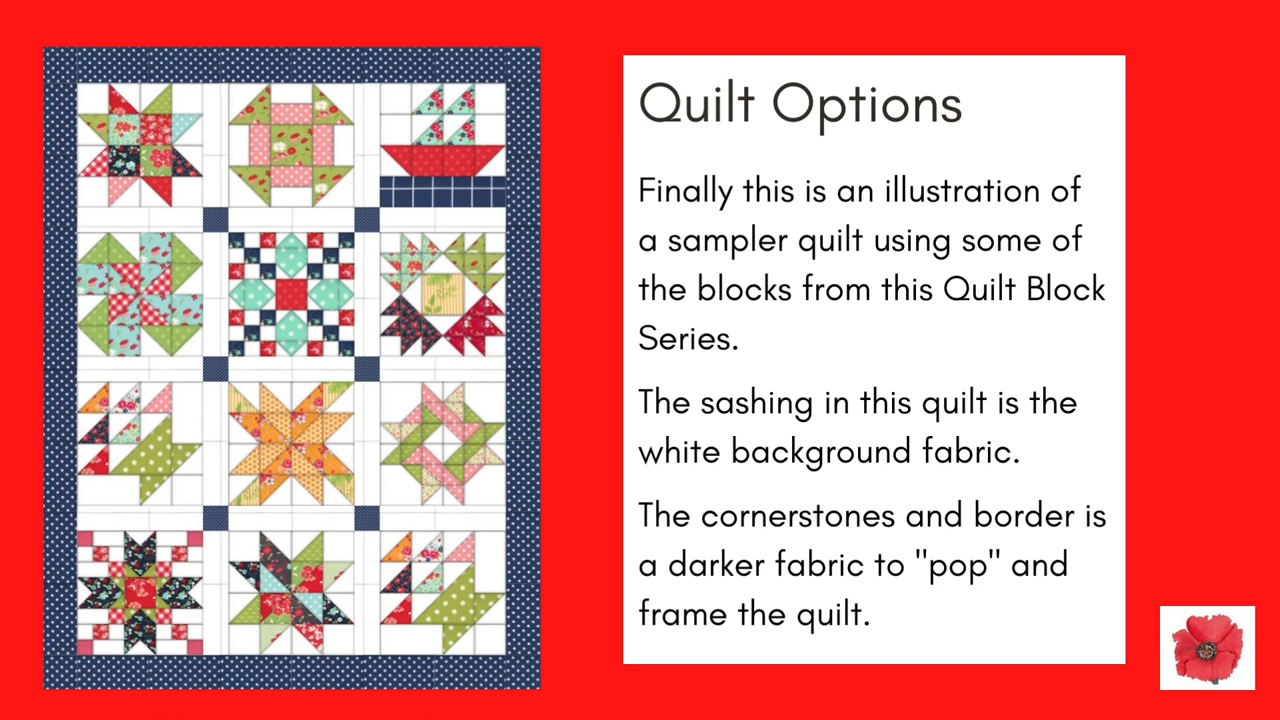 Quilt Options
Finally this is an illustration of
a sampler quilt using some of
the blocks from this Quilt Block
Series.
The sashing in this quilt is the
white background fabric.
The cornerstones and border is
a darker fabric to "pop" and
frame the quilt.